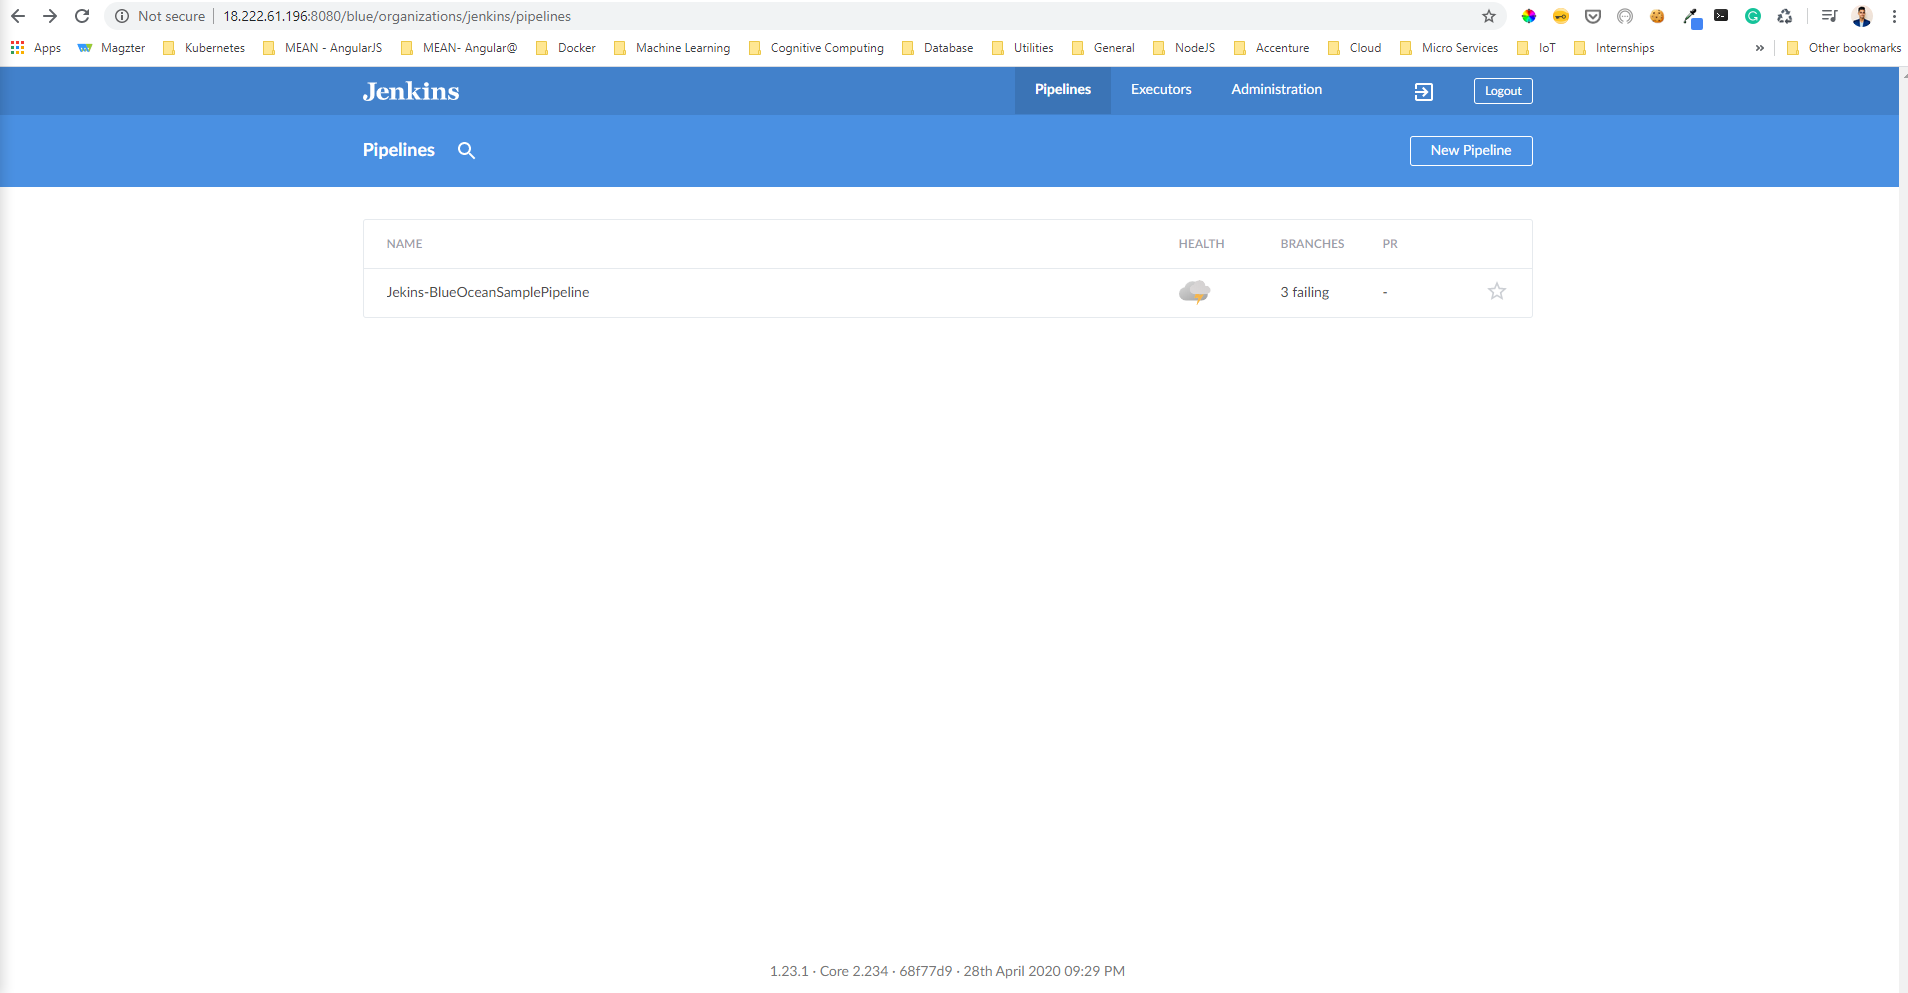 Not secure | 18.222.61.196:8080/blue/organizations/jenkins/pipelines
Apps Magzter Kubernetes MEAN - AngularJS MEAN- Angular@ Docker Machine Learning Cognitive Computing Database Utilities General NodeJS Accenture Cloud Micro Services IoT Internships » Other bookmarks
Jenkins Pipelines Executors Administration Logout
Pipelines New Pipeline
NAME HEALTH BRANCHES PR
Jekins-BlueOceanSamplePipeline 3 failing -
1.23.1 · Core 2.234 · 68f77d9 · 28th April 2020 09:29 PM